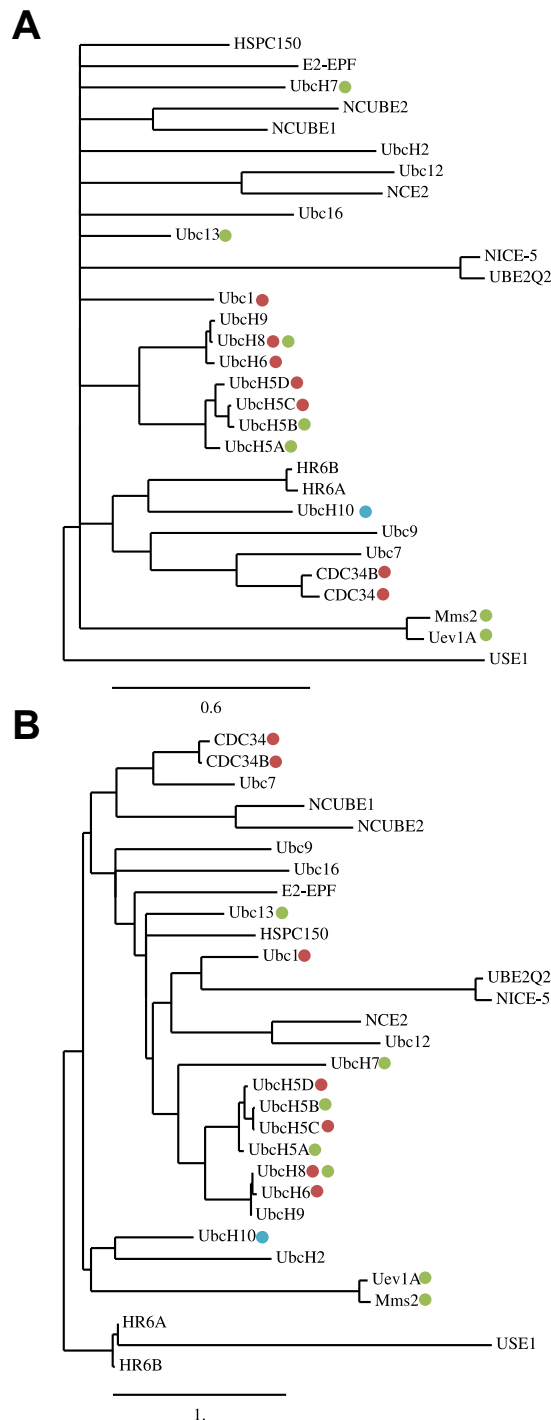 A
HSPC150
E2-EPF
UbcH7
NCUBE2
NCUBE1
UbcH2
Ubc12
NCE2
Ubc16
Ubc13
NICE-5
UBE2Q2
Ubc1
UbcH9
UbcH8
UbcH6
UbcH5D
UbcH5C
UbcH5B
UbcH5A
HR6B
HR6A
UbcH10
Ubc9
Ubc7
CDC34B
CDC34
Mms2
Uev1A
USE1
0.6
B
CDC34
CDC34B
Ubc7
NCUBE1
NCUBE2
Ubc9
Ubc16
E2-EPF
Ubc13
HSPC150
Ubc1
UBE2Q2
NICE-5
NCE2
Ubc12
UbcH7
UbcH5D
UbcH5B
UbcH5C
UbcH5A
UbcH8
UbcH6
UbcH9
UbcH10
UbcH2
Uev1A
Mms2
HR6A
USE1
HR6B
1.